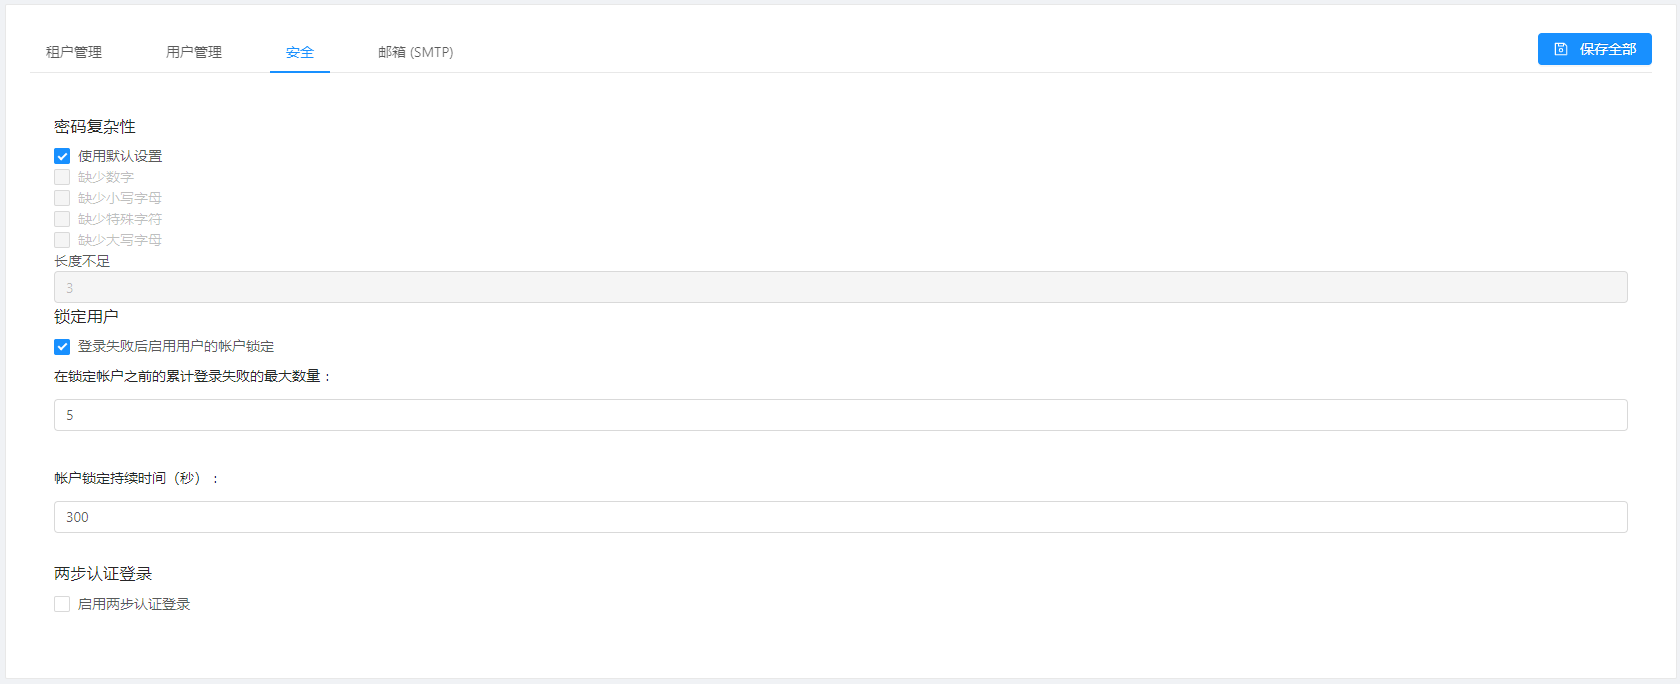 租户管理 用户管理 安全 邮箱 (SMTP) 保存全部
密码复杂性
使用默认设置
缺少数字
缺少小写字母
缺少特殊字符
缺少大写字母
长度不足
3
锁定用户
登录失败后启用用户的帐户锁定
在锁定帐户之前的累计登录失败的最大数量：
5
帐户锁定持续时间（秒）：
300
两步认证登录
启用两步认证登录